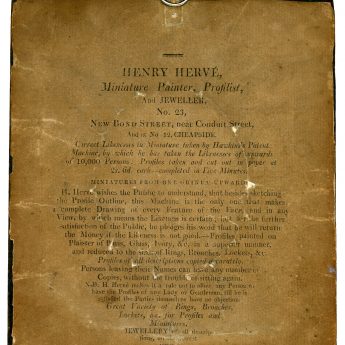 HENRY HERVÉ,
Miniature Painter, Profilist,
And JEWELLER,
No. 23,
New Bond Street, near Conduit Street,
And at No 12, CHEAPSIDE.
Correct Likenesses in Miniature taken by Hawkins's Patent
Machine, by which he has taken the Likenesses of upwards
of 10,000 Persons. Profiles taken and cut out in paper at
2s. 6d. each—completed in Five Minutes.
MINIATURES FROM ONE GUINEA UPWARDS
H. Hervé wishes the Public to understand, that besides sketching
the Profile Outline, this Machine is the only one that makes
a complete Drawing of every Feature of the Face, and in any
View, by which means the Likeness is certain; and for the further
satisfaction of the Public, he pledges his word that he will return
the Money if the Likeness is not good.—Profiles painted on
Plaister of Paris, Glass, Ivory, &c. in a superior manner,
and reduced to the size of Rings, Brooches, Lockets, &c.
Profiles of all descriptions copied accurately.
Persons leaving their Names can have any number of
Copies, without the trouble of sitting again.
N.B. H. Hervé makes it a rule not to allow any Person to
have the Profiles of any Lady or Gentleman, till he is
satisfied the Parties themselves have no objection.
Great Variety of Rings, Brooches,
Lockets, &c. for Profiles and
Miniatures.
JEWELLERY